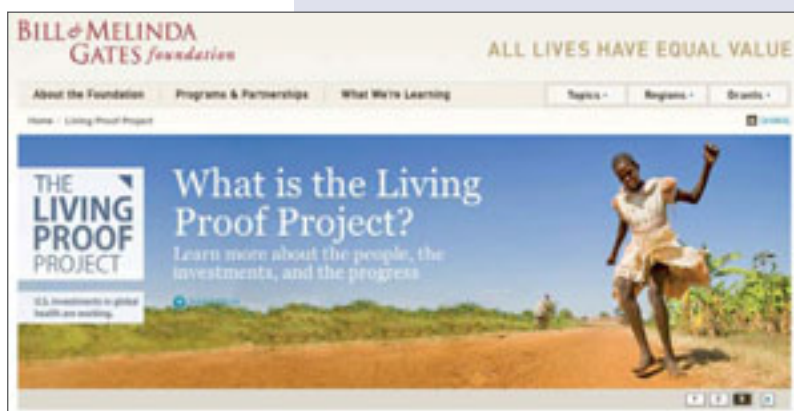 BILL & MELINDA
GATES foundation
ALL LIVES HAVE EQUAL VALUE
About the Foundation
Programs & Partnerships
What We're Learning
Topics
Regions
Grants
Home
Living Proof Project
THE
LIVING
PROOF
PROJECT
U.S. investments in global
health are working.
What is the Living
Proof Project?
Learn more about the people, the
investments, and the progress